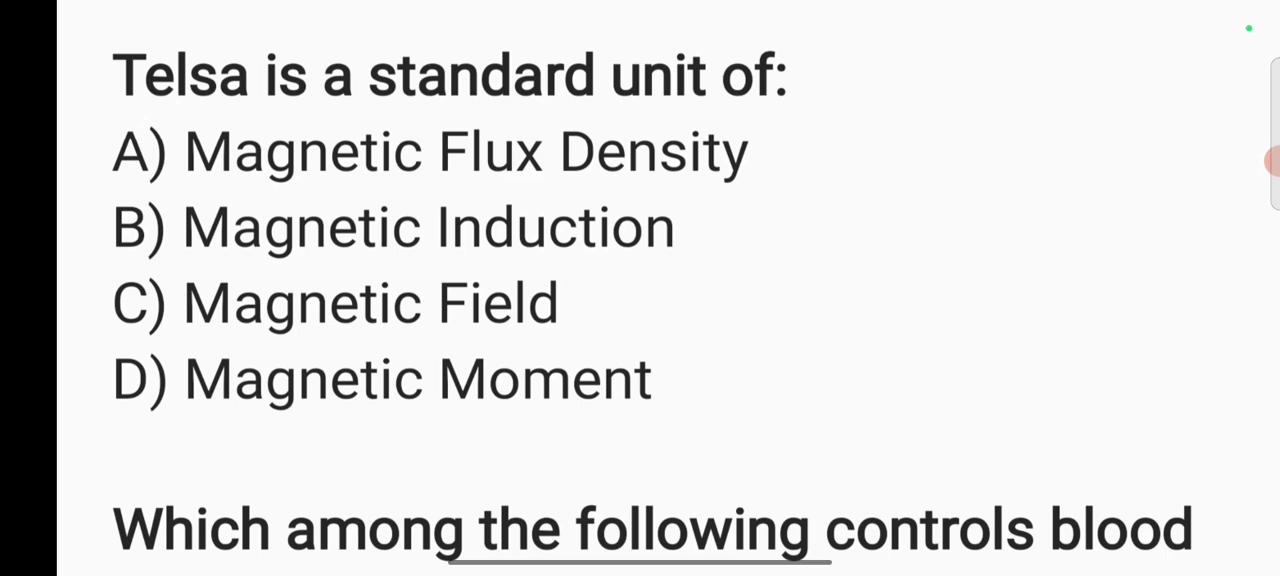 Telsa is a standard unit of:
A) Magnetic Flux Density
B) Magnetic Induction
C) Magnetic Field
D) Magnetic Moment
Which among the following controls blood